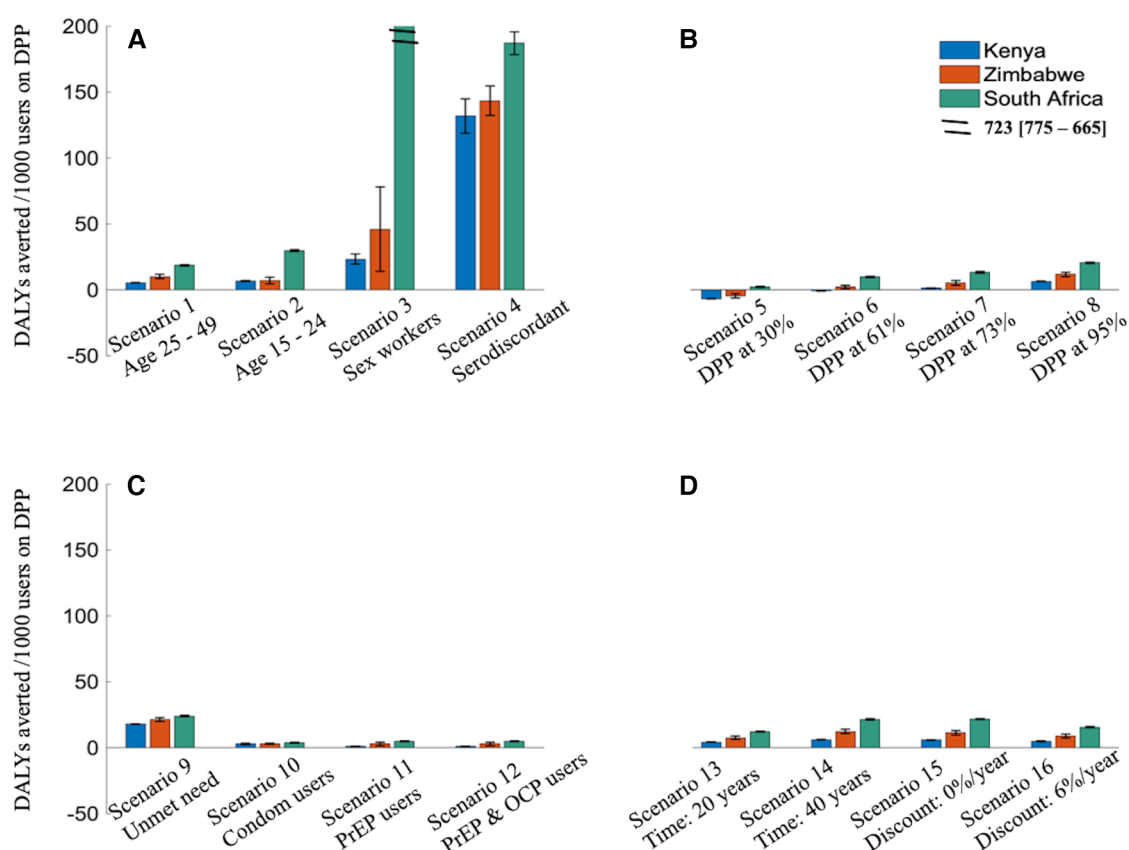 DALYs averted /1000 users on DPP
200
150
100
50
0
-50
A
Scenario 1
Age 25 - 49
Scenario 2
Age 15 - 24
Scenario 3
Sex workers
Scenario 4
Serodiscordant
B
Kenya
Zimbabwe
South Africa
723 [775 – 665]
Scenario 5
DPP at 30%
Scenario 6
DPP at 61%
Scenario 7
DPP at 73%
Scenario 8
DPP at 95%
DALYs averted /1000 users on DPP
200
150
100
50
0
-50
C
Scenario 9
Unmet need
Scenario 10
Condom users
Scenario 11
PrEP users
Scenario 12
PrEP & OCP users
D
Scenario 13
Time: 20 years
Scenario 14
Time: 40 years
Scenario 15
Discount: 0%/year
Scenario 16
Discount: 6%/year